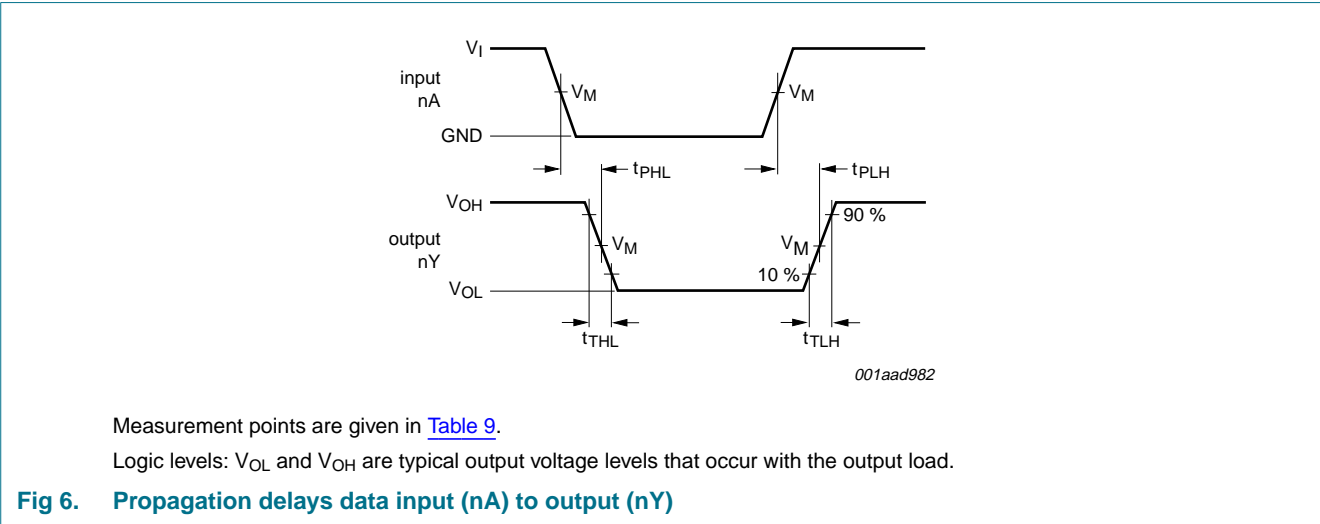 VI
input
nA
VM
VM
GND
tPHL
tPLH
VOH
90 %
output
nY
VM
VM
10 %
VOL
tTHL
tTLH
001aad982
Measurement points are given in Table 9.
Logic levels: VOL and VOH are typical output voltage levels that occur with the output load.
Fig 6. Propagation delays data input (nA) to output (nY)